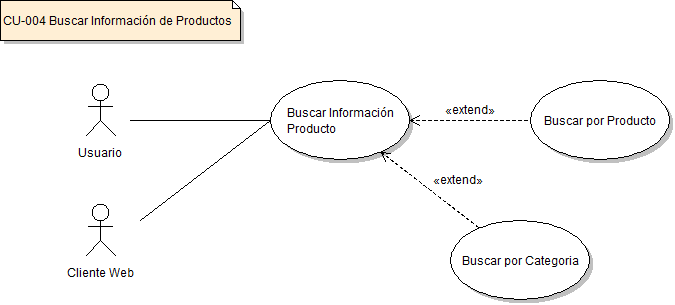 CU-004 Buscar Información de Productos
Usuario
Buscar Información
Producto
«extend»
Buscar por Producto
«extend»
Cliente Web
Buscar por Categoria